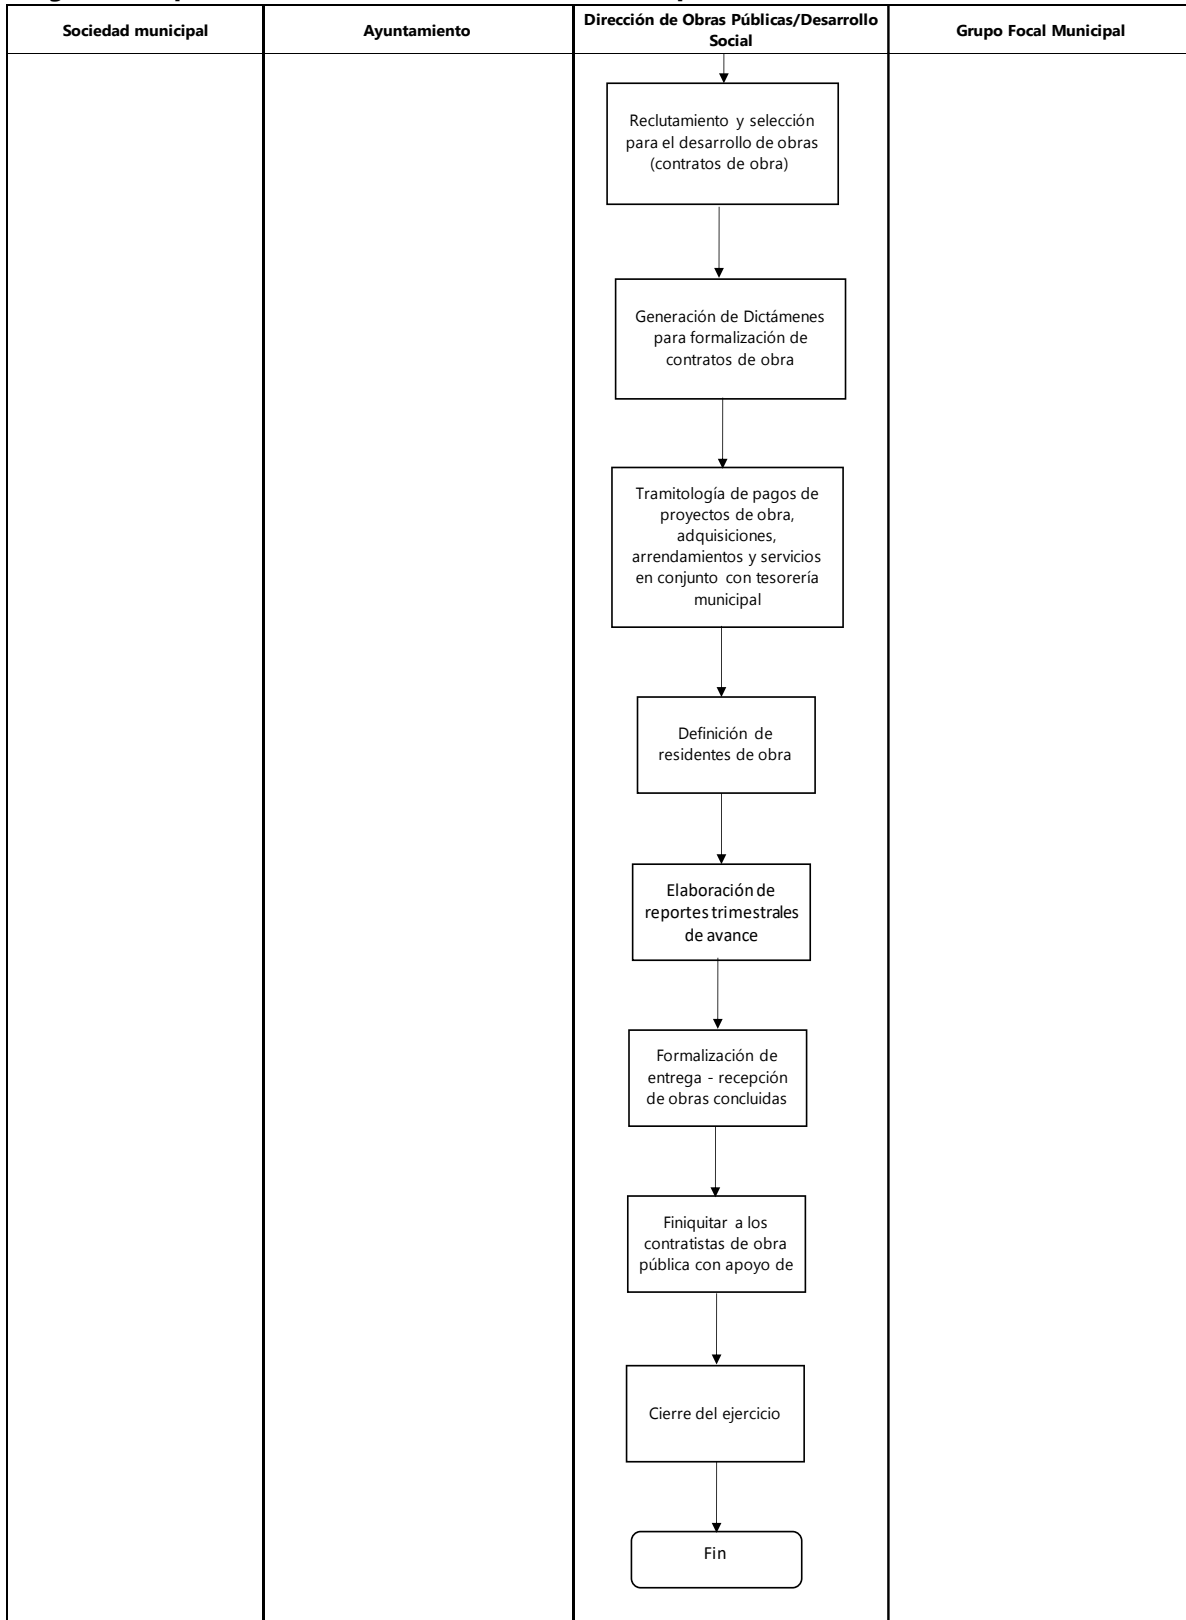 Sociedad municipal
Ayuntamiento
Dirección de Obras Públicas/Desarrollo
Social
Grupo Focal Municipal
Reclutamiento y selección
para el desarrollo de obras
(contratos de obra)
Generación de Dictámenes
para formalización de
contratos de obra
Tramitología de pagos de
proyectos de obra,
adquisiciones,
arrendamientos y servicios
en conjunto con tesorería
municipal
Definición de
residentes de obra
Elaboración de
reportes trimestrales
de avance
Formalización de
entrega - recepción
de obras concluidas
Finiquitar a los
contratistas de obra
pública con apoyo de
Cierre del ejercicio
Fin